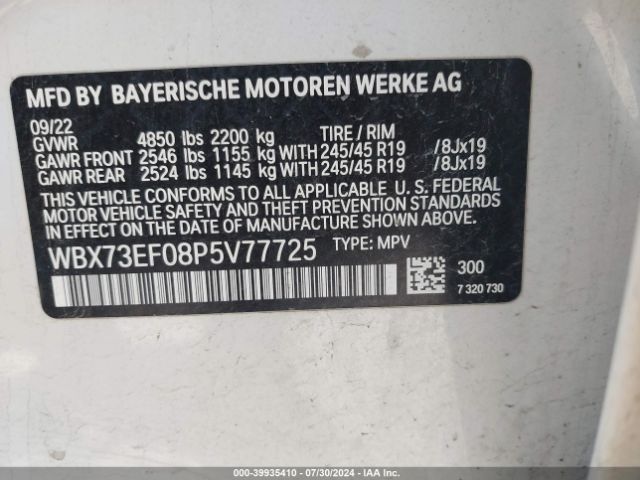 MFD BY BAYERISCHE MOTOREN WERKE AG
09/22 TIRE / RIM
GVWR 4850 lbs 2200 kg
GAWR FRONT 2546 lbs 1155 kg WITH 245/45 R19 /8Jx19
GAWR REAR 2524 lbs 1145 kg WITH 245/45 R19 /8Jx19
THIS VEHICLE CONFORMS TO ALL APPLICABLE U. S. FEDERAL
MOTOR VEHICLE SAFETY AND THEFT PREVENTION STANDARDS
IN EFFECT ON THE DATE OF MANUFACTURE SHOWN ABOVE.
WBX73EF08P5V77725 TYPE: MPV
300
7 320 730
000-39935410 - 07/30/2024 - COPYRIGHT IAA, LLC.